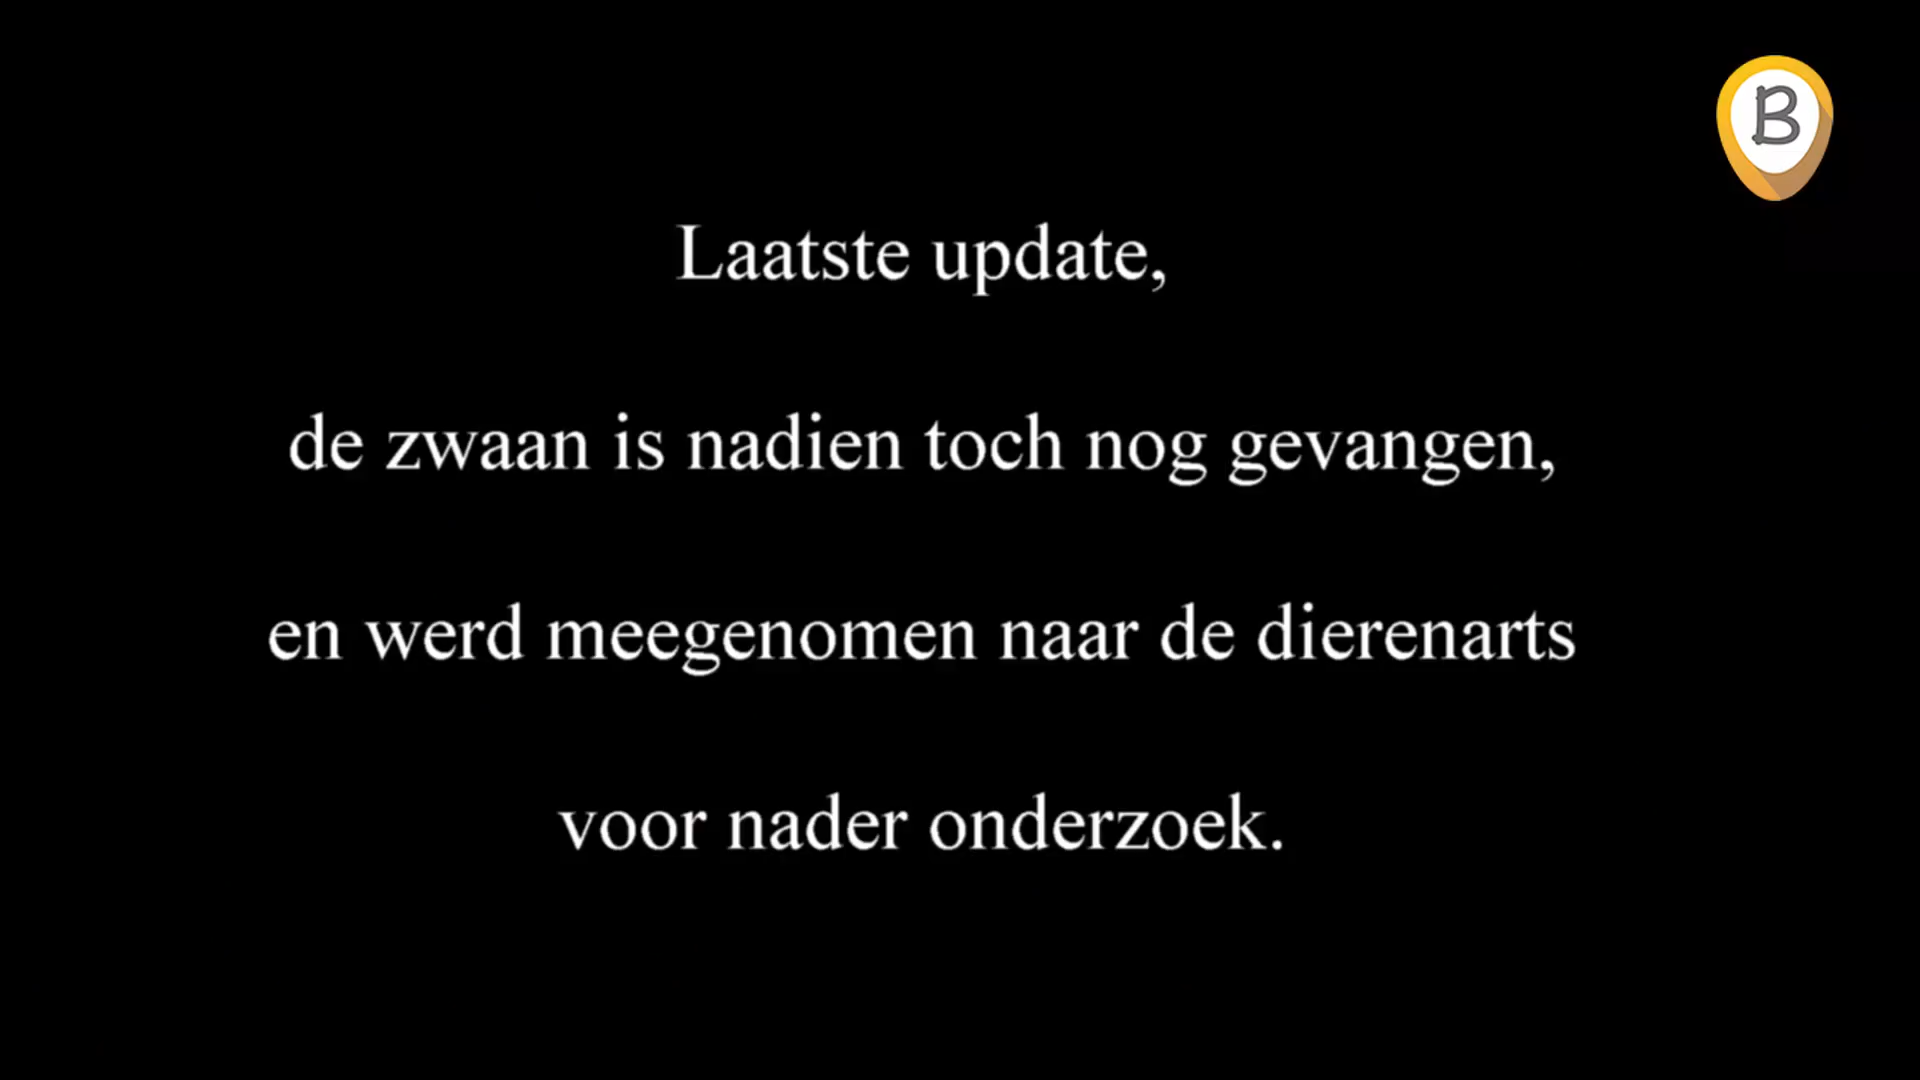 B
Laatste update,
de zwaan is nadien toch nog gevangen,
en werd meegenomen naar de dierenarts
voor nader onderzoek.